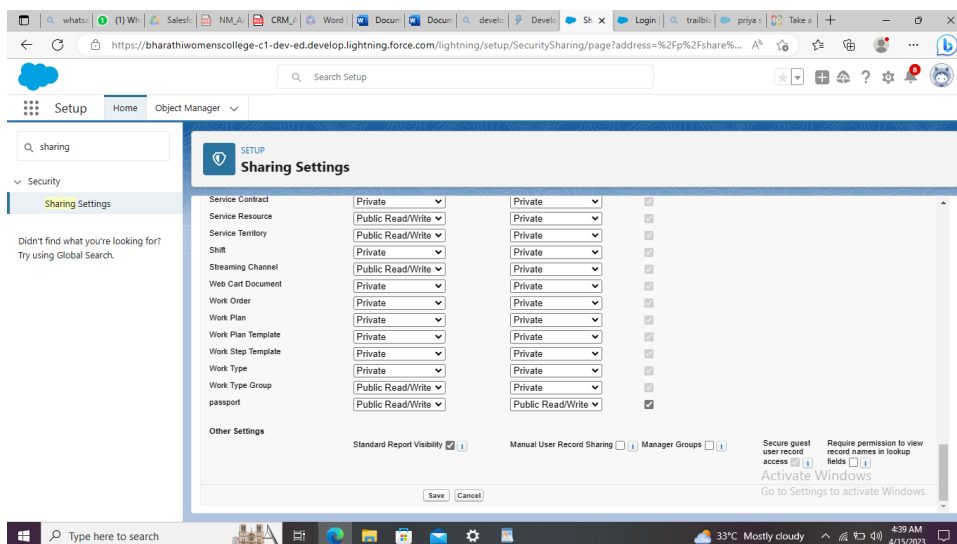 whats
(1) Wh
Salesf
NM_A
CRM_A
Word
Docum
Docum
develo
Develo
Sh
Login
trailbla
priya s
Take a
https://bharathiwomenscollege-c1-dev-ed.develop.lightning.force.com/lightning/setup/SecuritySharing/page?address=%2Fp%2Fshare%...
Search Setup
8
Setup Home Object Manager
sharing
SETUP
Sharing Settings
Security
Sharing Settings
Didn't find what you're looking for?
Try using Global Search.
Service Contract Private Private
Service Resource Public Read/Write Private
Service Territory Public Read/Write Private
Shift Private Private
Streaming Channel Public Read/Write Private
Web Cart Document Private Private
Work Order Private Private
Work Plan Private Private
Work Plan Template Private Private
Work Step Template Private Private
Work Type Private Private
Work Type Group Public Read/Write Private
passport Public Read/Write Public Read/Write
Other Settings
Standard Report Visibility
Manual User Record Sharing
Manager Groups
Secure guest
user record
access
Require permission to view
record names in lookup
fields
Activate Windows
Go to Settings to activate Windows.
Save Cancel
Type here to search
33°C Mostly cloudy
4:39 AM
4/15/2023